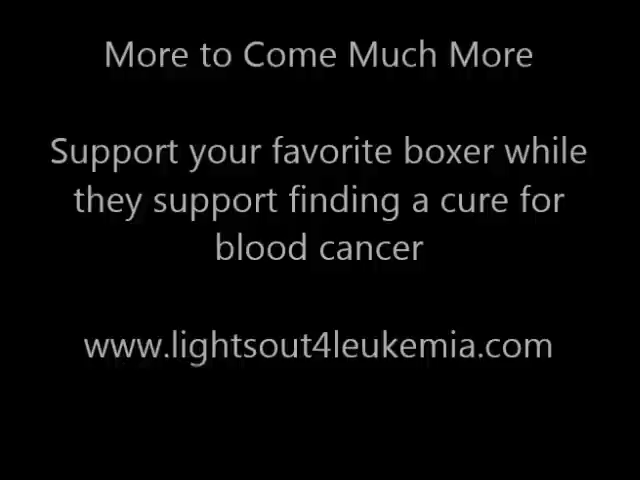 More to Come Much More
Support your favorite boxer while
they support finding a cure for
blood cancer
www.lightsout4leukemia.com